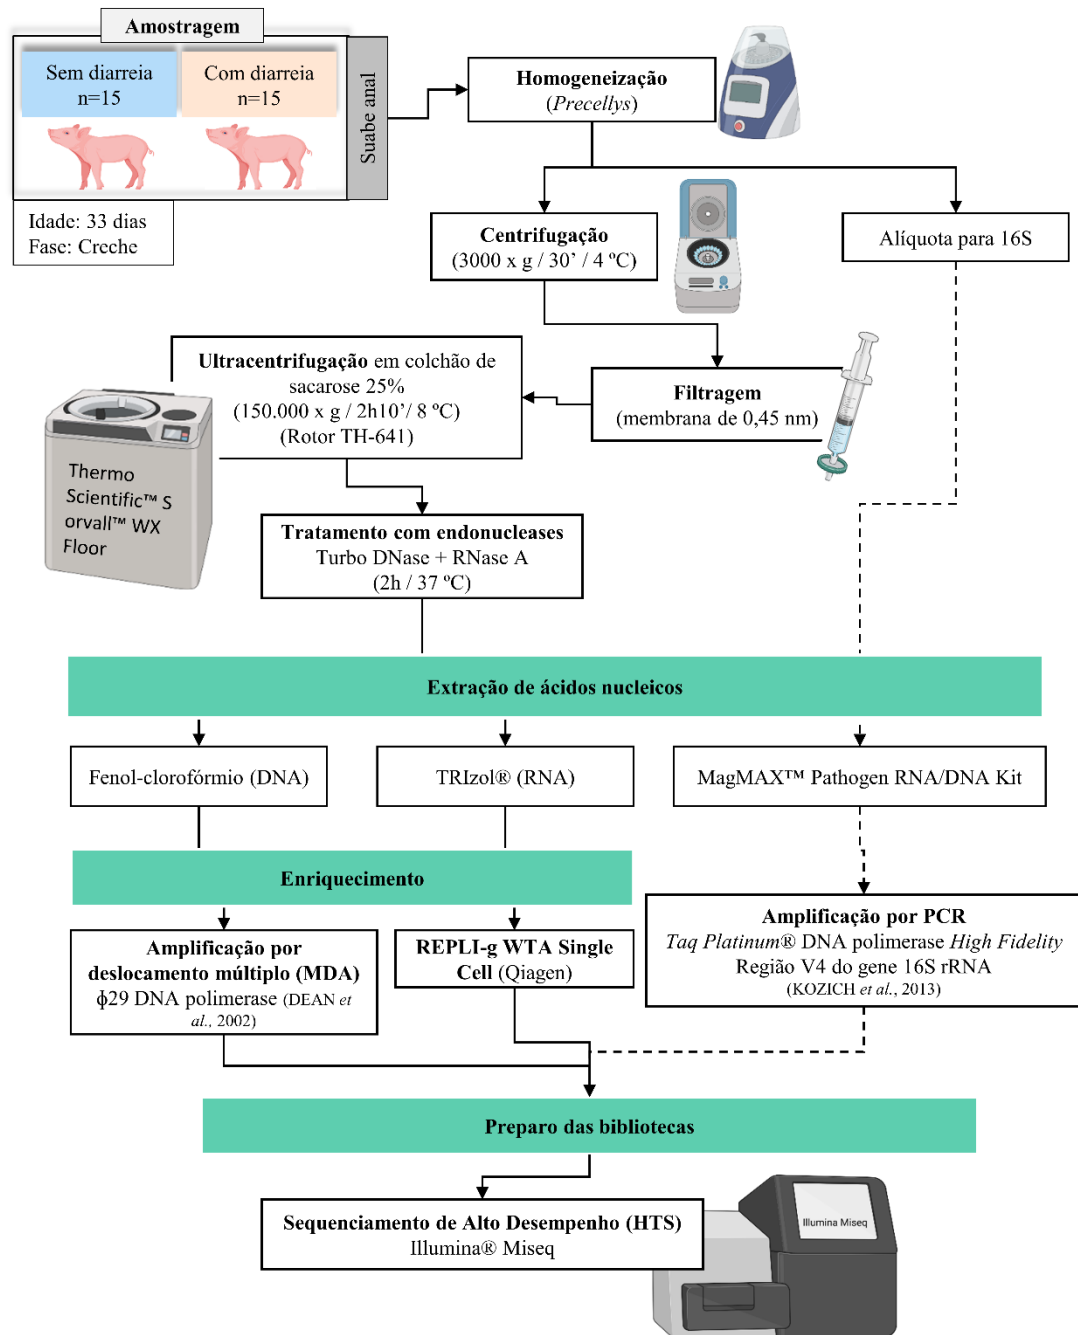 Amostragem
Sem diarreia
n=15
Com diarreia
n=15
Suabe anal
Idade: 33 dias
Fase: Creche
Homogeneização
(Precellys)
Centrifugação
(3000 x g / 30’ / 4 ºC)
Alíquota para 16S
Ultracentrifugação em colchão de
sacarose 25%
(150.000 x g / 2h10’/ 8 ºC)
(Rotor TH-641)
Filtragem
(membrana de 0,45 nm)
Thermo
Scientific™ S
orvall™ WX
Floor
Tratamento com endonucleases
Turbo DNase + RNase A
(2h / 37 ºC)
Extração de ácidos nucleicos
Fenol-clorofórmio (DNA)
TRIzol® (RNA)
MagMAX™ Pathogen RNA/DNA Kit
Enriquecimento
Amplificação por
deslocamento múltiplo (MDA)
ϕ29 DNA polimerase (DEAN et
al., 2002)
REPLI-g WTA Single
Cell (Qiagen)
Amplificação por PCR
Taq Platinum® DNA polimerase High Fidelity
Região V4 do gene 16S rRNA
(KOZICH et al., 2013)
Preparo das bibliotecas
Sequenciamento de Alto Desempenho (HTS)
Illumina® Miseq
Illumina Miseq